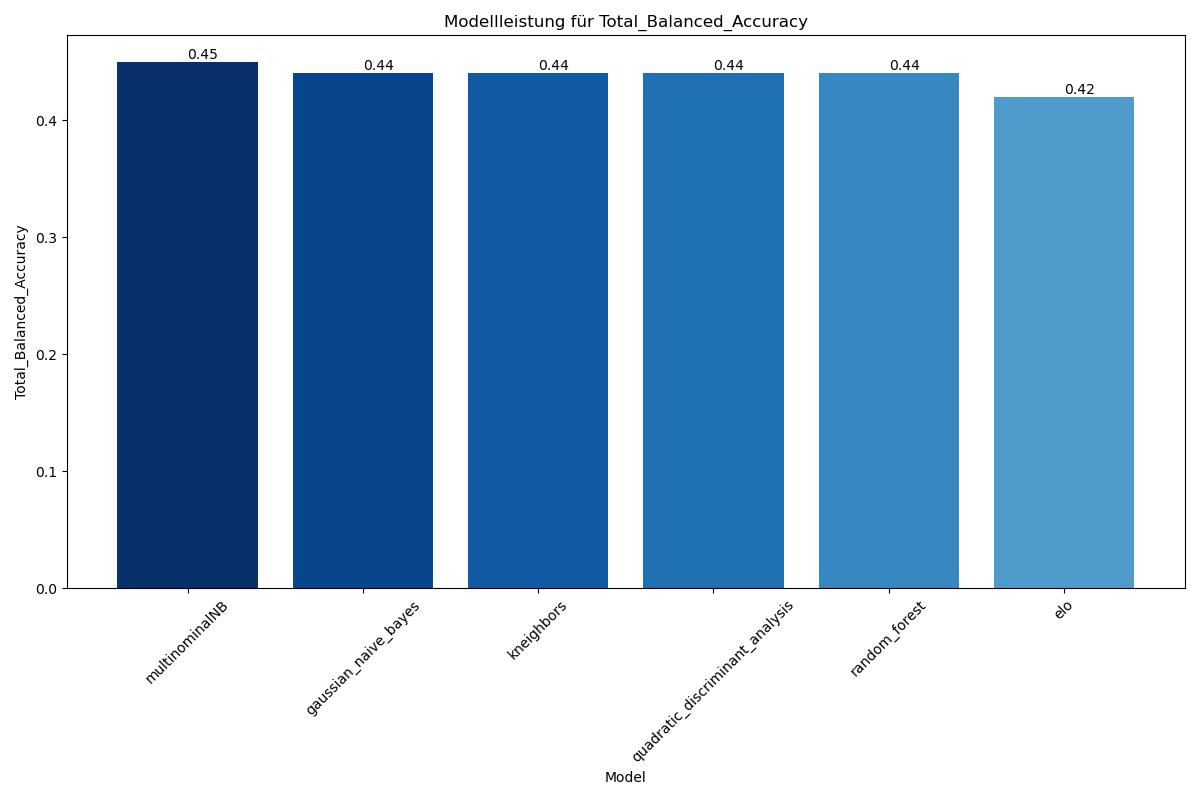 Modellleistung für Total_Balanced_Accuracy
0.45
0.44
0.44
0.44
0.44
0.42
Total_Balanced_Accuracy
0.4
0.3
0.2
0.1
0.0
multinominalNB
gaussian_naive_bayes
kneighbors
quadratic_discriminant_analysis
random_forest
elo
Model